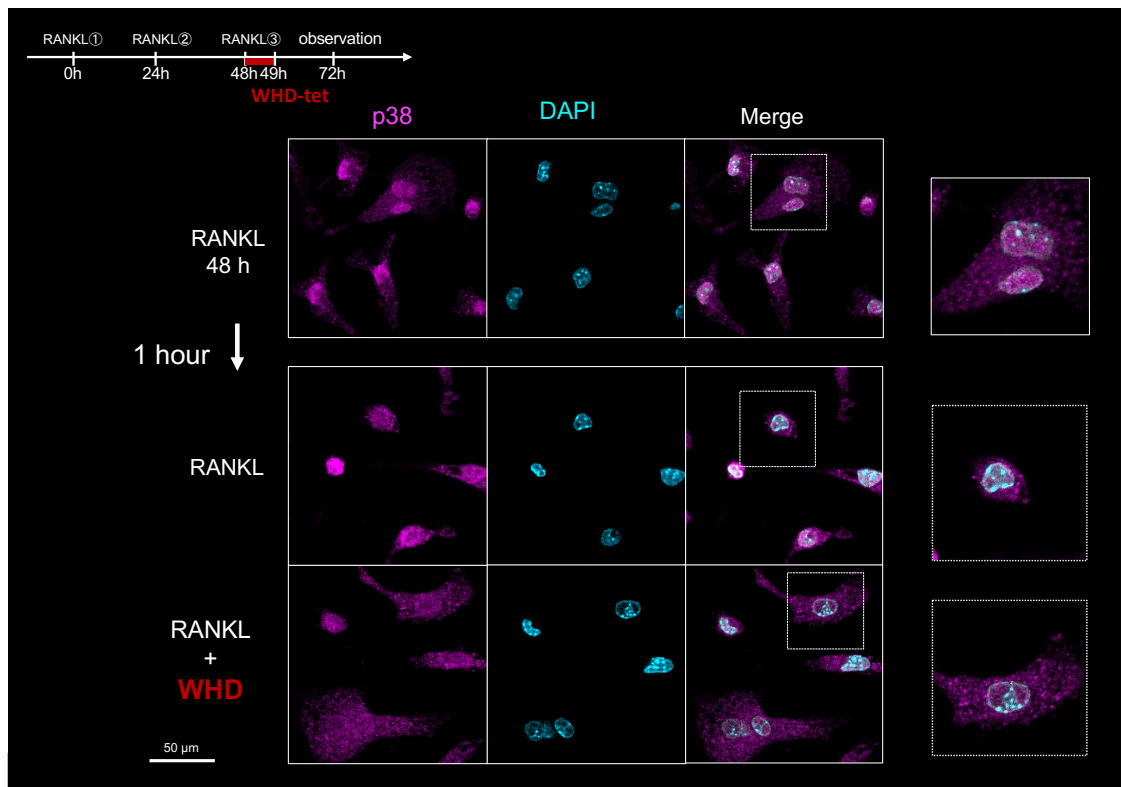 RANKL① RANKL② RANKL③ observation
0h 24h 48h 49h 72h
WHD-tet
p38 DAPI Merge
RANKL
48 h
1 hour
RANKL
RANKL
+
WHD
50 µm